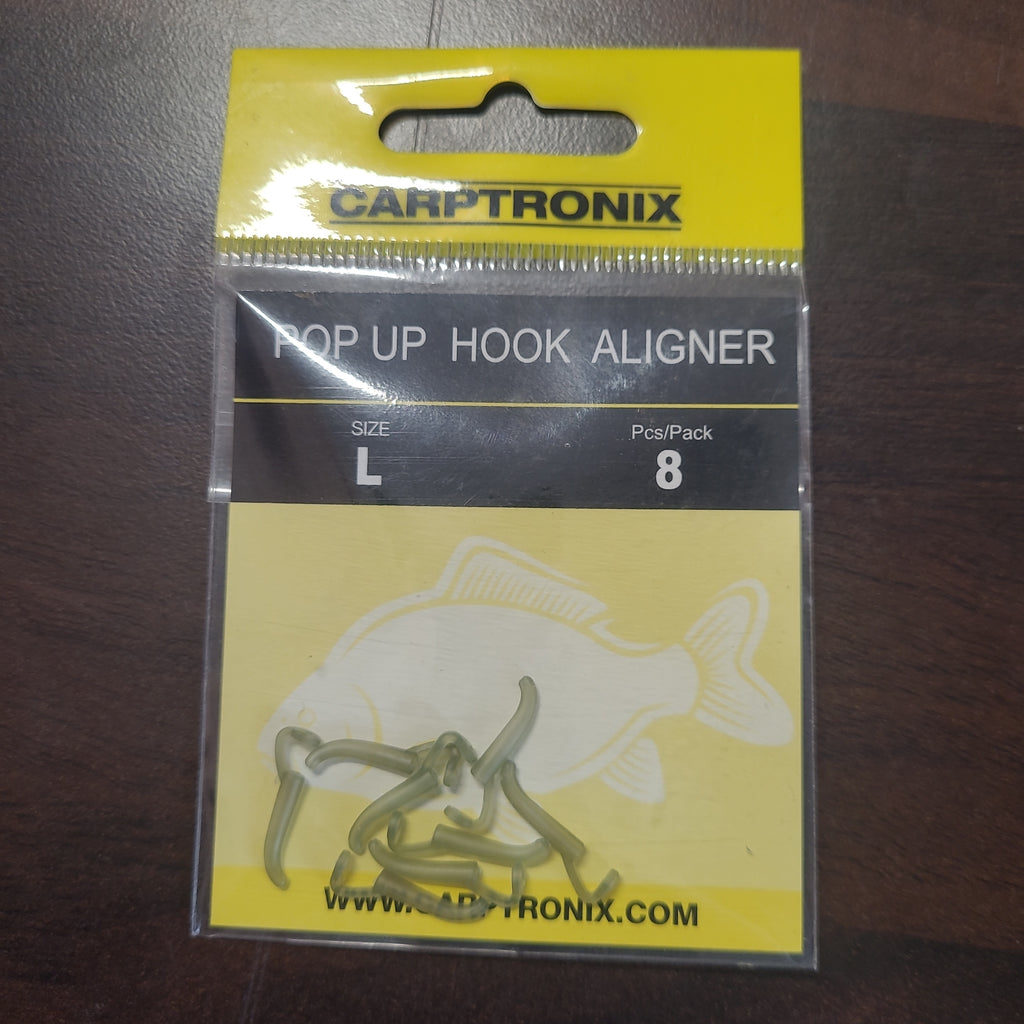 CARPTRONIX
POP UP HOOK ALIGNER
SIZE Pcs/Pack
L 8
WWW.CARPTRONIX.COM